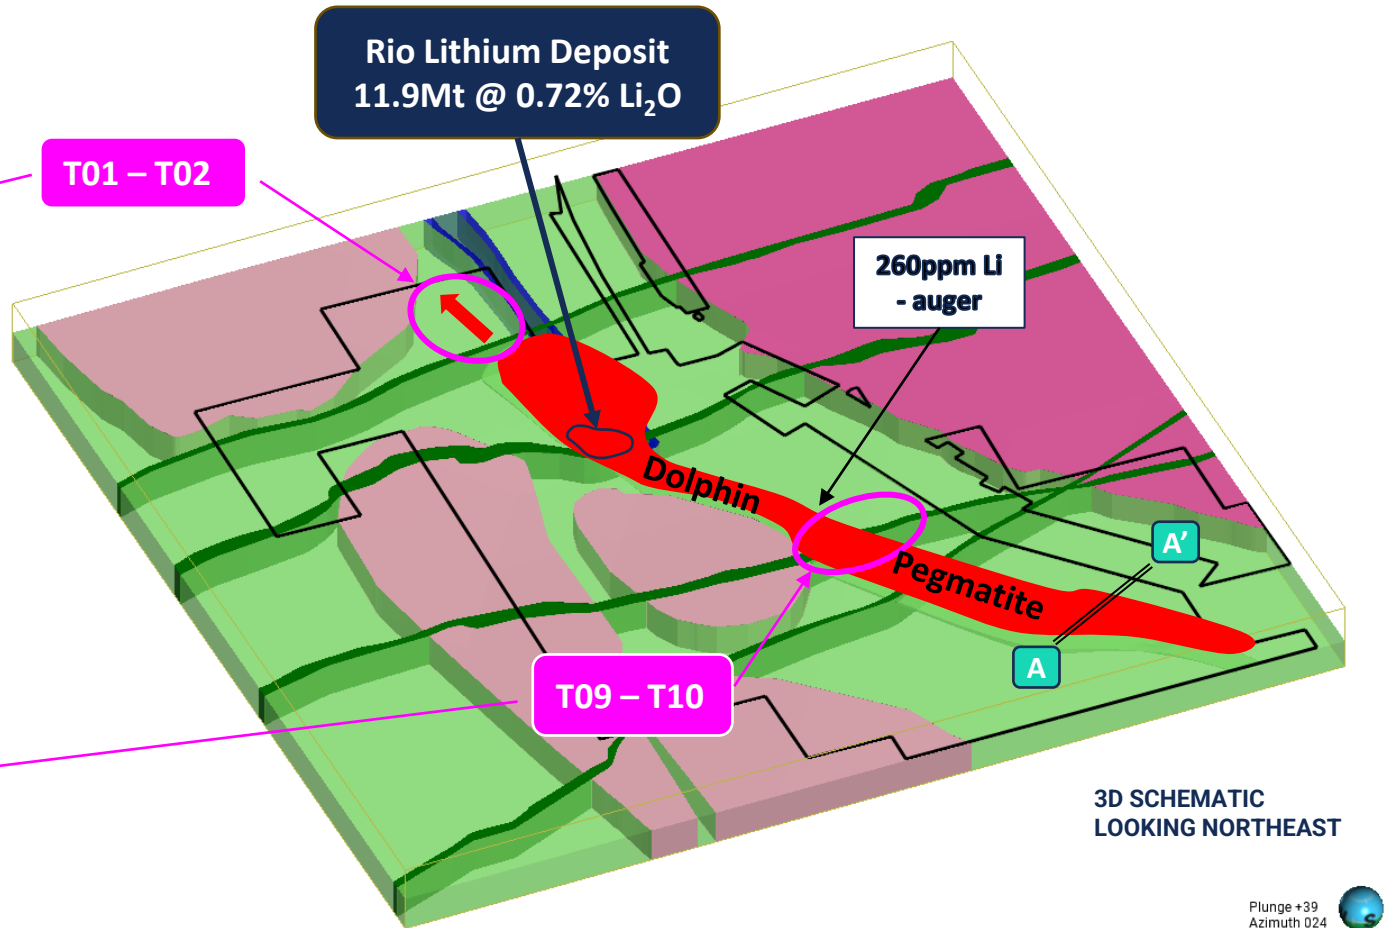 Rio Lithium Deposit
11.9Mt @ 0.72% Li₂O
T01 – T02
260ppm Li
- auger
Dolphin
Pegmatite
A’
A
T09 – T10
3D SCHEMATIC
LOOKING NORTHEAST
Plunge +39
Azimuth 024